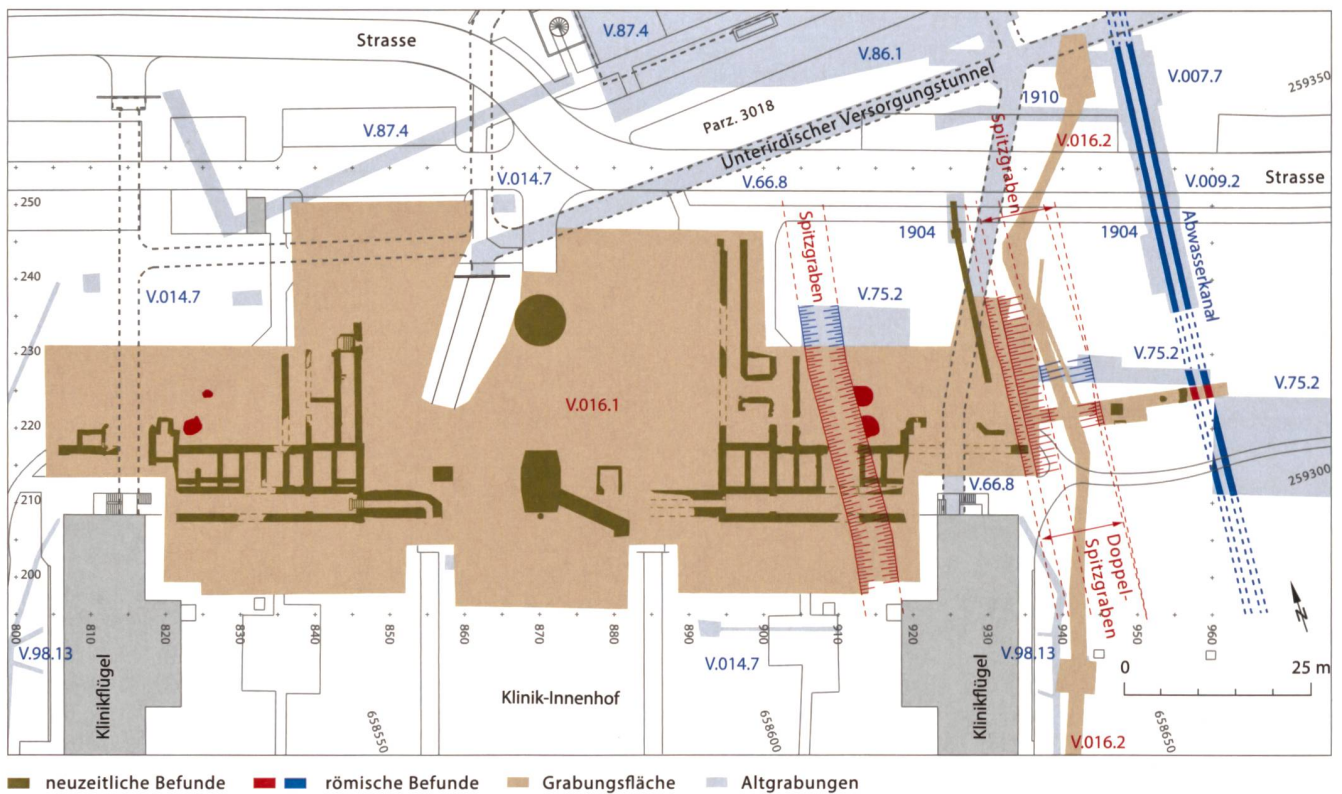 V.87.4
Strasse
V.86.1
V.007.7
259350
1910
Parz. 3018
V.87.4
Unterirdischer Versorgungstunnel
Spitzgraben
V.016.2
V.014.7
V.66.8
V.009.2
Strasse
250
1904
1904
Abwasserkanal
Spitzgraben
240
V.014.7
V.75.2
230
V.75.2
V.75.2
V.016.1
220
259300
210
V.66.8
Doppel-
Spitzgraben
200
800
810
820
830
840
850
860
870
880
890
900
910
920
930
940
950
960
N
V.98.13
V.014.7
V.98.13
0
25 m
Klinikflügel
Klinik-Innenhof
Klinikflügel
658550
658600
658650
V.016.2
neuzeitliche Befunde
römische Befunde
Grabungsfläche
Altgrabungen